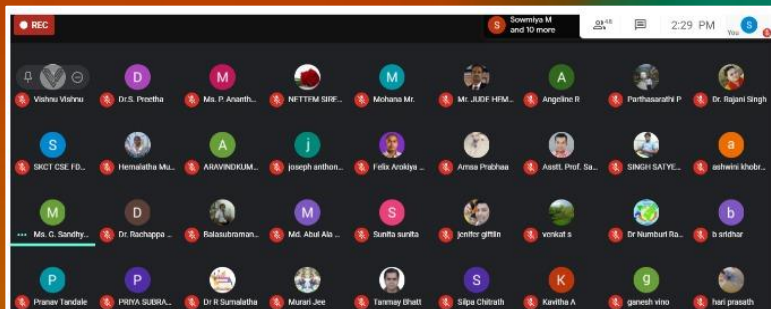 REC
S Sowmiya M
and 10 more
2:29 PM
You S
Vishnu Vishnu
D Dr.S. Preetha
M Ms. P. Ananth...
NETTEM SIRE...
M Mohana Mr.
Mr. JUDE HEM...
A Angeline R
Parthasarathi P
Dr. Rajani Singh
S SKCT CSE FD...
Hemalatha Mu...
A ARAVINDKUM...
j joseph anthon...
Felix Arokiya ...
Amsa Prabhaa
Asstt. Prof. Sa...
SINGH SATYE...
a ashwini khobr...
M Ms. G. Sandhy...
D Dr. Rachappa ...
Balasubraman...
M Md. Abul Ala ...
S Sunita sunita
jenifer giftlin
venkat s
Dr Numburi Ra...
b b sridhar
P Pranav Tandale
P PRIYA SUBRA...
Dr R Sumalatha
Murari Jee
Tanmay Bhatt
S Silpa Chitrath
K Kavitha A
g ganesh vino
hari prasath